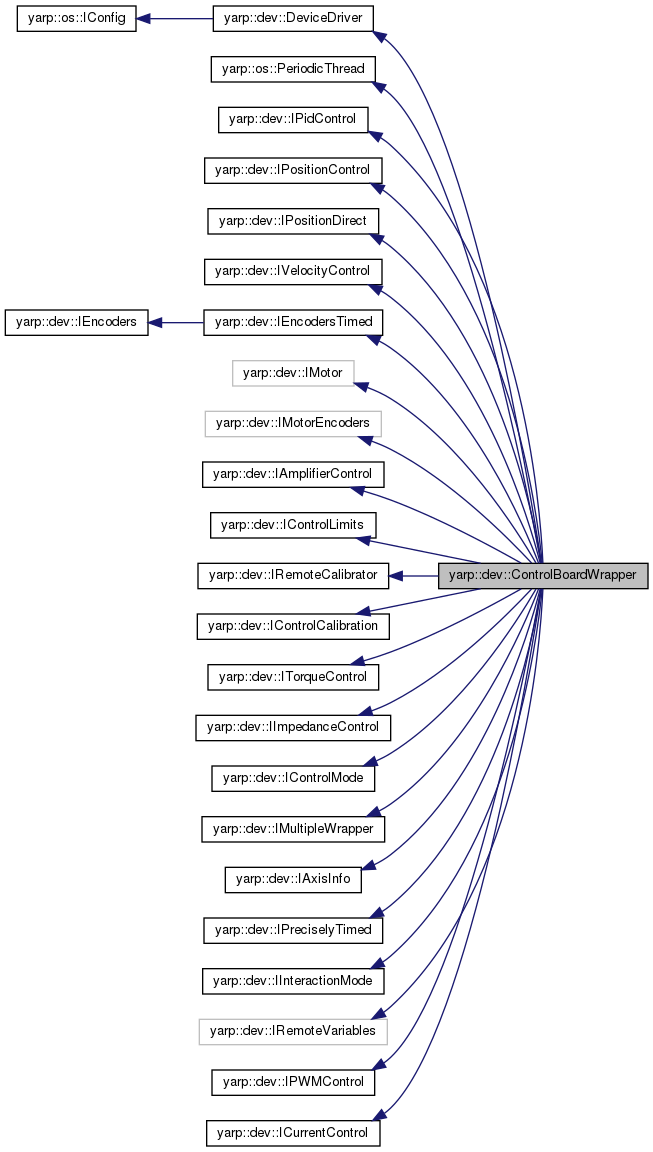 yarp::os::IConfig
yarp::dev::DeviceDriver
yarp::os::PeriodicThread
yarp::dev::IPidControl
yarp::dev::IPositionControl
yarp::dev::IPositionDirect
yarp::dev::IVelocityControl
yarp::dev::IEncoders
yarp::dev::IEncodersTimed
yarp::dev::IMotor
yarp::dev::IMotorEncoders
yarp::dev::IAmplifierControl
yarp::dev::IControlLimits
yarp::dev::IRemoteCalibrator
yarp::dev::ControlBoardWrapper
yarp::dev::IControlCalibration
yarp::dev::ITorqueControl
yarp::dev::IImpedanceControl
yarp::dev::IControlMode
yarp::dev::IMultipleWrapper
yarp::dev::IAxisInfo
yarp::dev::IPreciselyTimed
yarp::dev::IInteractionMode
yarp::dev::IRemoteVariables
yarp::dev::IPWMControl
yarp::dev::ICurrentControl